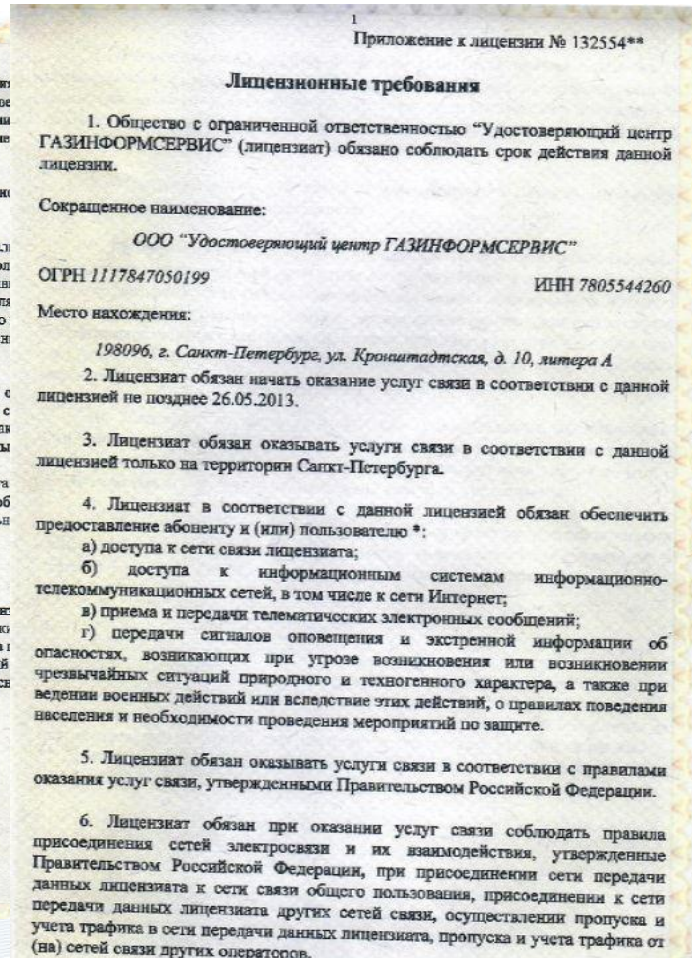 1
Приложение к лицензии № 132554**
Лицензионные требования
1. Общество с ограниченной ответственностью “Удостоверяющий центр
ГАЗИНФОРМСЕРВИС” (лицензиат) обязано соблюдать срок действия данной
лицензии.
Сокращенное наименование:
ООО “Удостоверяющий центр ГАЗИНФОРМСЕРВИС”
ОГРН 1117847050199 ИНН 7805544260
Место нахождения:
198096, г. Санкт-Петербург, ул. Кронштадтская, д. 10, литера А
2. Лицензиат обязан начать оказание услуг связи в соответствии с данной
лицензией не позднее 26.05.2013.
3. Лицензиат обязан оказывать услуги связи в соответствии с данной
лицензией только на территории Санкт-Петербурга.
4. Лицензиат в соответствии с данной лицензией обязан обеспечить
предоставление абоненту и (или) пользователю *:
а) доступа к сети связи лицензиата;
б) доступа к информационным системам информационно-
телекоммуникационных сетей, в том числе к сети Интернет;
в) приема и передачи телематических электронных сообщений;
г) передачи сигналов оповещения и экстренной информации об
опасностях, возникающих при угрозе возникновения или возникновении
чрезвычайных ситуаций природного и техногенного характера, а также при
ведении военных действий или вследствие этих действий, о правилах поведения
населения и необходимости проведения мероприятий по защите.
5. Лицензиат обязан оказывать услуги связи в соответствии с правилами
оказания услуг связи, утвержденными Правительством Российской Федерации.
6. Лицензиат обязан при оказании услуг связи соблюдать правила
присоединения сетей электросвязи и их взаимодействия, утвержденные
Правительством Российской Федерации, при присоединении сети передачи
данных лицензиата к сети связи общего пользования, присоединении к сети
передачи данных лицензиата других сетей связи, осуществлении пропуска и
учета трафика в сети передачи данных лицензиата, пропуска и учета трафика от
(на) сетей связи других операторов.